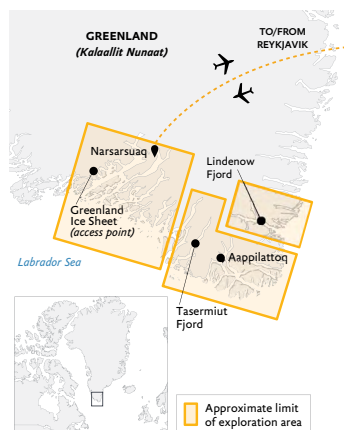 GREENLAND
(Kalaallit Nunaat)
TO/FROM
REYKJAVIK
Narsarsuaq
Lindenow
Fjord
Greenland
Ice Sheet
(access point)
Labrador Sea
Aappilattoq
Tasermiut
Fjord
Approximate limit
of exploration area